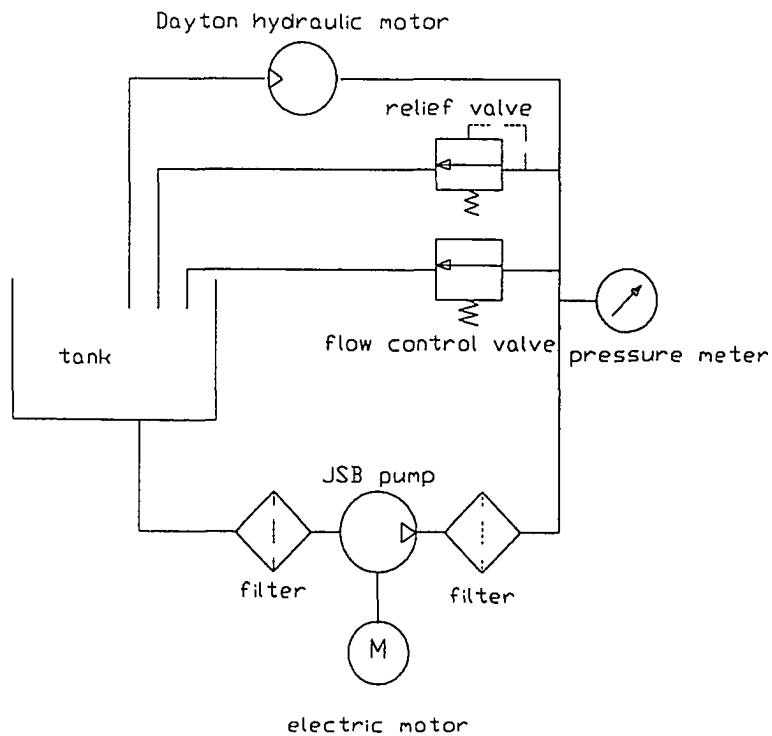 Dayton hydraulic motor
relief valve
flow control valve
pressure meter
tank
JSB pump
filter
filter
M
electric motor